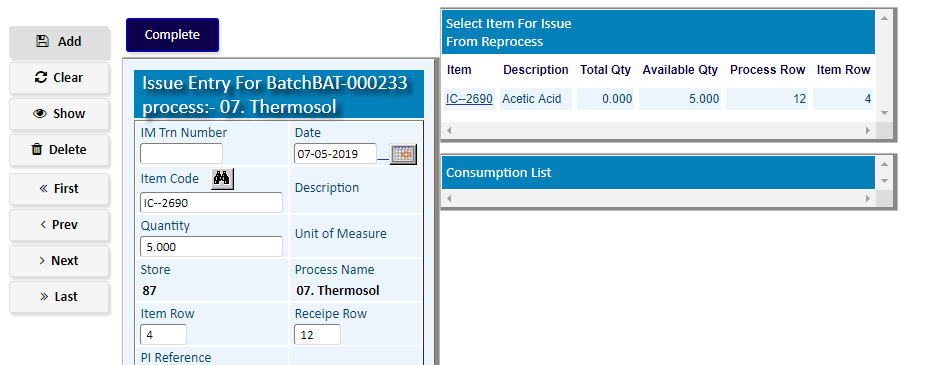 Add
Clear
Show
Delete
First
Prev
Next
Last
Complete
Issue Entry For BatchBAT-000233
process:- 07. Thermosol
IM Trn Number Date
07-05-2019
Item Code Description
IC--2690
Quantity Unit of Measure
5.000
Store Process Name
87 07. Thermosol
Item Row Receipe Row
4 12
PI Reference
Select Item For Issue
From Reprocess
Item Description Total Qty Available Qty Process Row Item Row
IC--2690 Acetic Acid 0.000 5.000 12 4
Consumption List